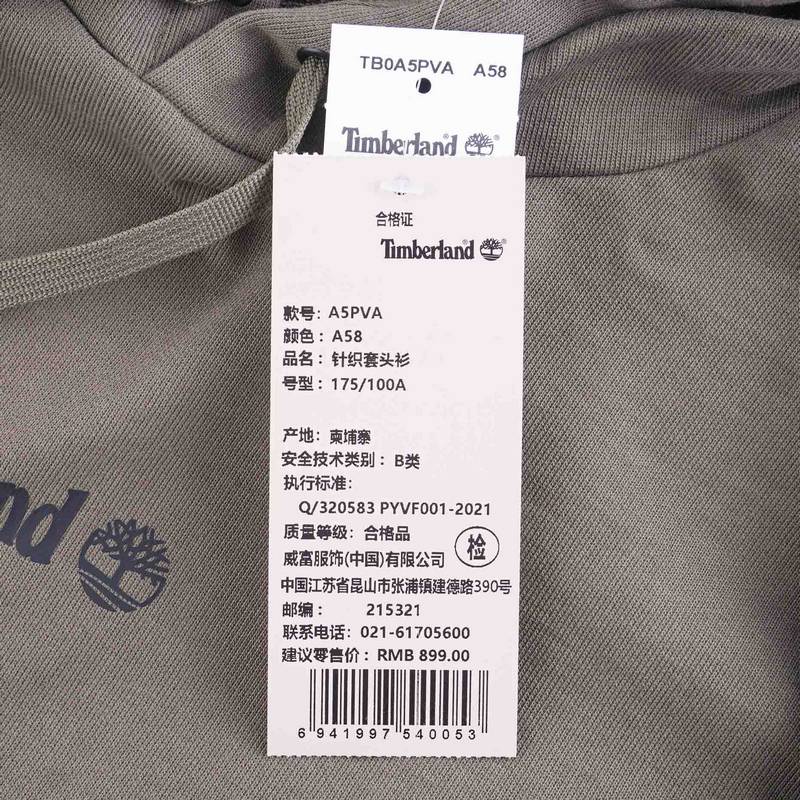 TB0A5PVA A58
Timberland
合格证
Timberland
款号: A5PVA
颜色: A58
品名: 针织套头衫
号型: 175/100A
产地: 柬埔寨
安全技术类别: B类
执行标准:
Q/320583 PYVF001-2021
质量等级: 合格品
威富服饰(中国)有限公司
检
中国江苏省昆山市张浦镇建德路390号
邮编: 215321
联系电话: 021-61705600
建议零售价: RMB 899.00
6 941997 540053
and